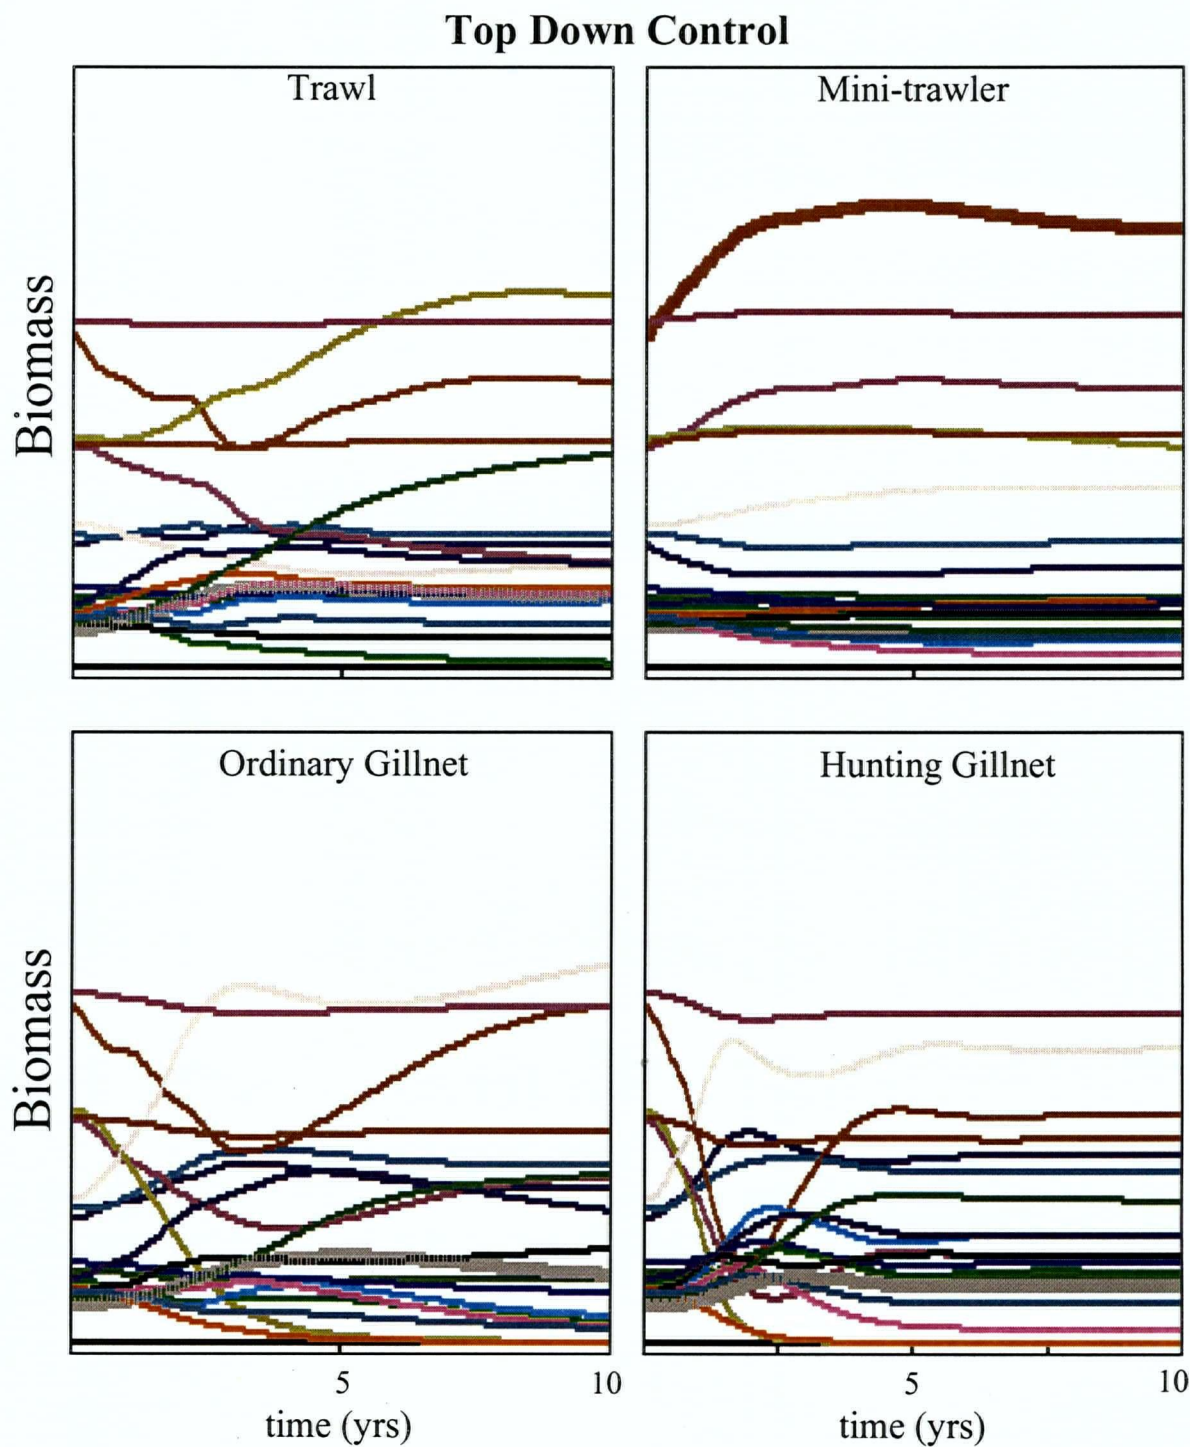 Top Down Control
Trawl
Mini-trawler
Biomass
Ordinary Gillnet
Hunting Gillnet
Biomass
5
10
5
10
time (yrs)
time (yrs)